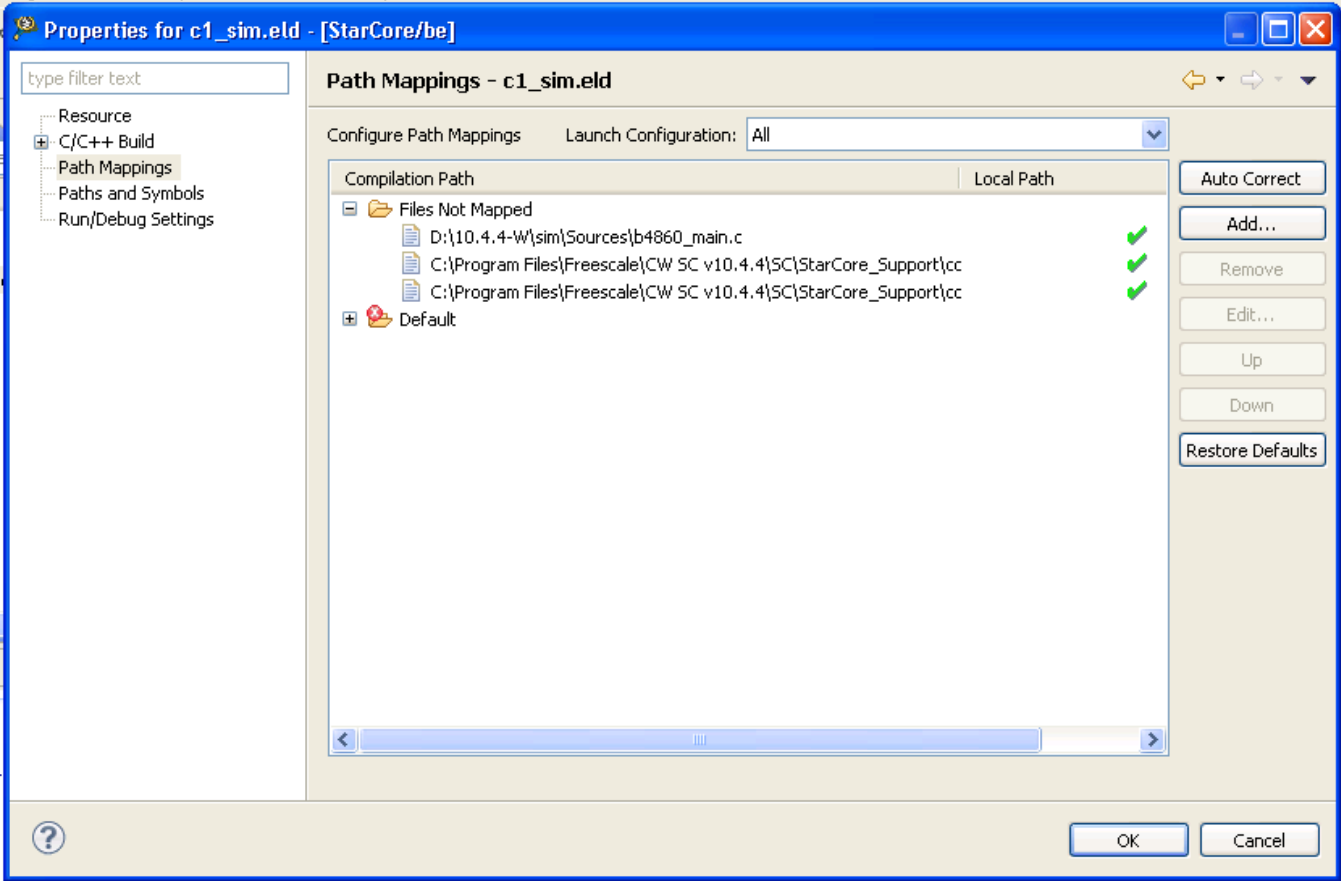 Properties for c1_sim.eld - [StarCore/be]
type filter text
Resource
C/C++ Build
Path Mappings
Paths and Symbols
Run/Debug Settings
Path Mappings - c1_sim.eld
Configure Path Mappings Launch Configuration: All
Compilation Path Local Path
Files Not Mapped
D:\10.4.4-W\sim\Sources\b4860_main.c
C:\Program Files\Freescale\CW SC v10.4.4\SC\StarCore_Support\cc
C:\Program Files\Freescale\CW SC v10.4.4\SC\StarCore_Support\cc
Default
Auto Correct
Add...
Remove
Edit...
Up
Down
Restore Defaults
OK Cancel